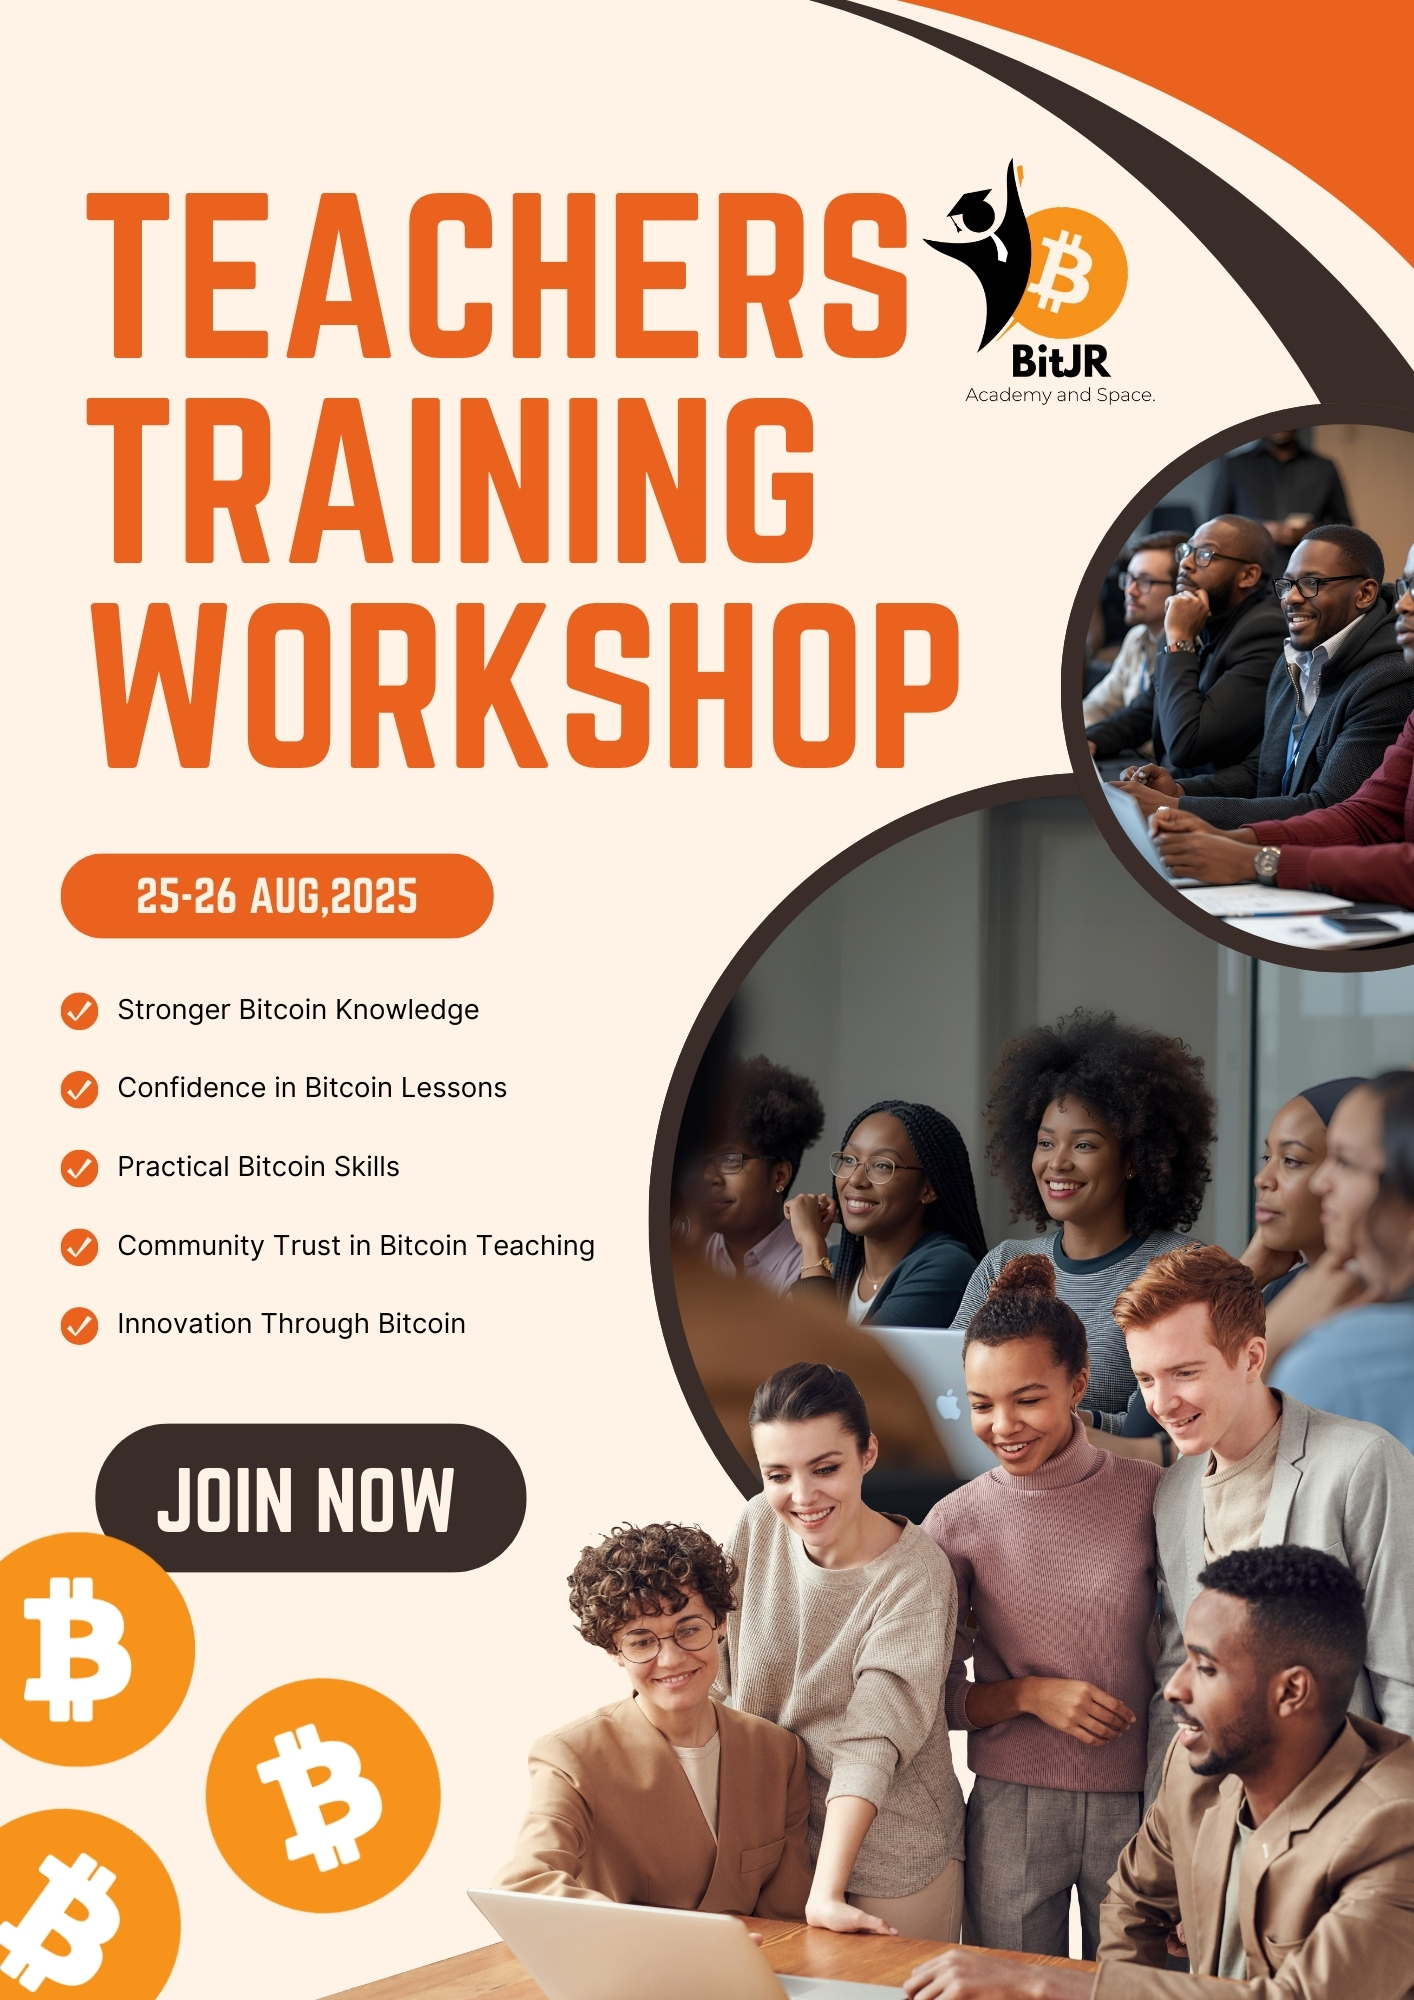 TEACHERS
TRAINING
WORKSHOP
BitJR
Academy and Space.
25-26 AUG,2025
Stronger Bitcoin Knowledge
Confidence in Bitcoin Lessons
Practical Bitcoin Skills
Community Trust in Bitcoin Teaching
Innovation Through Bitcoin
JOIN NOW